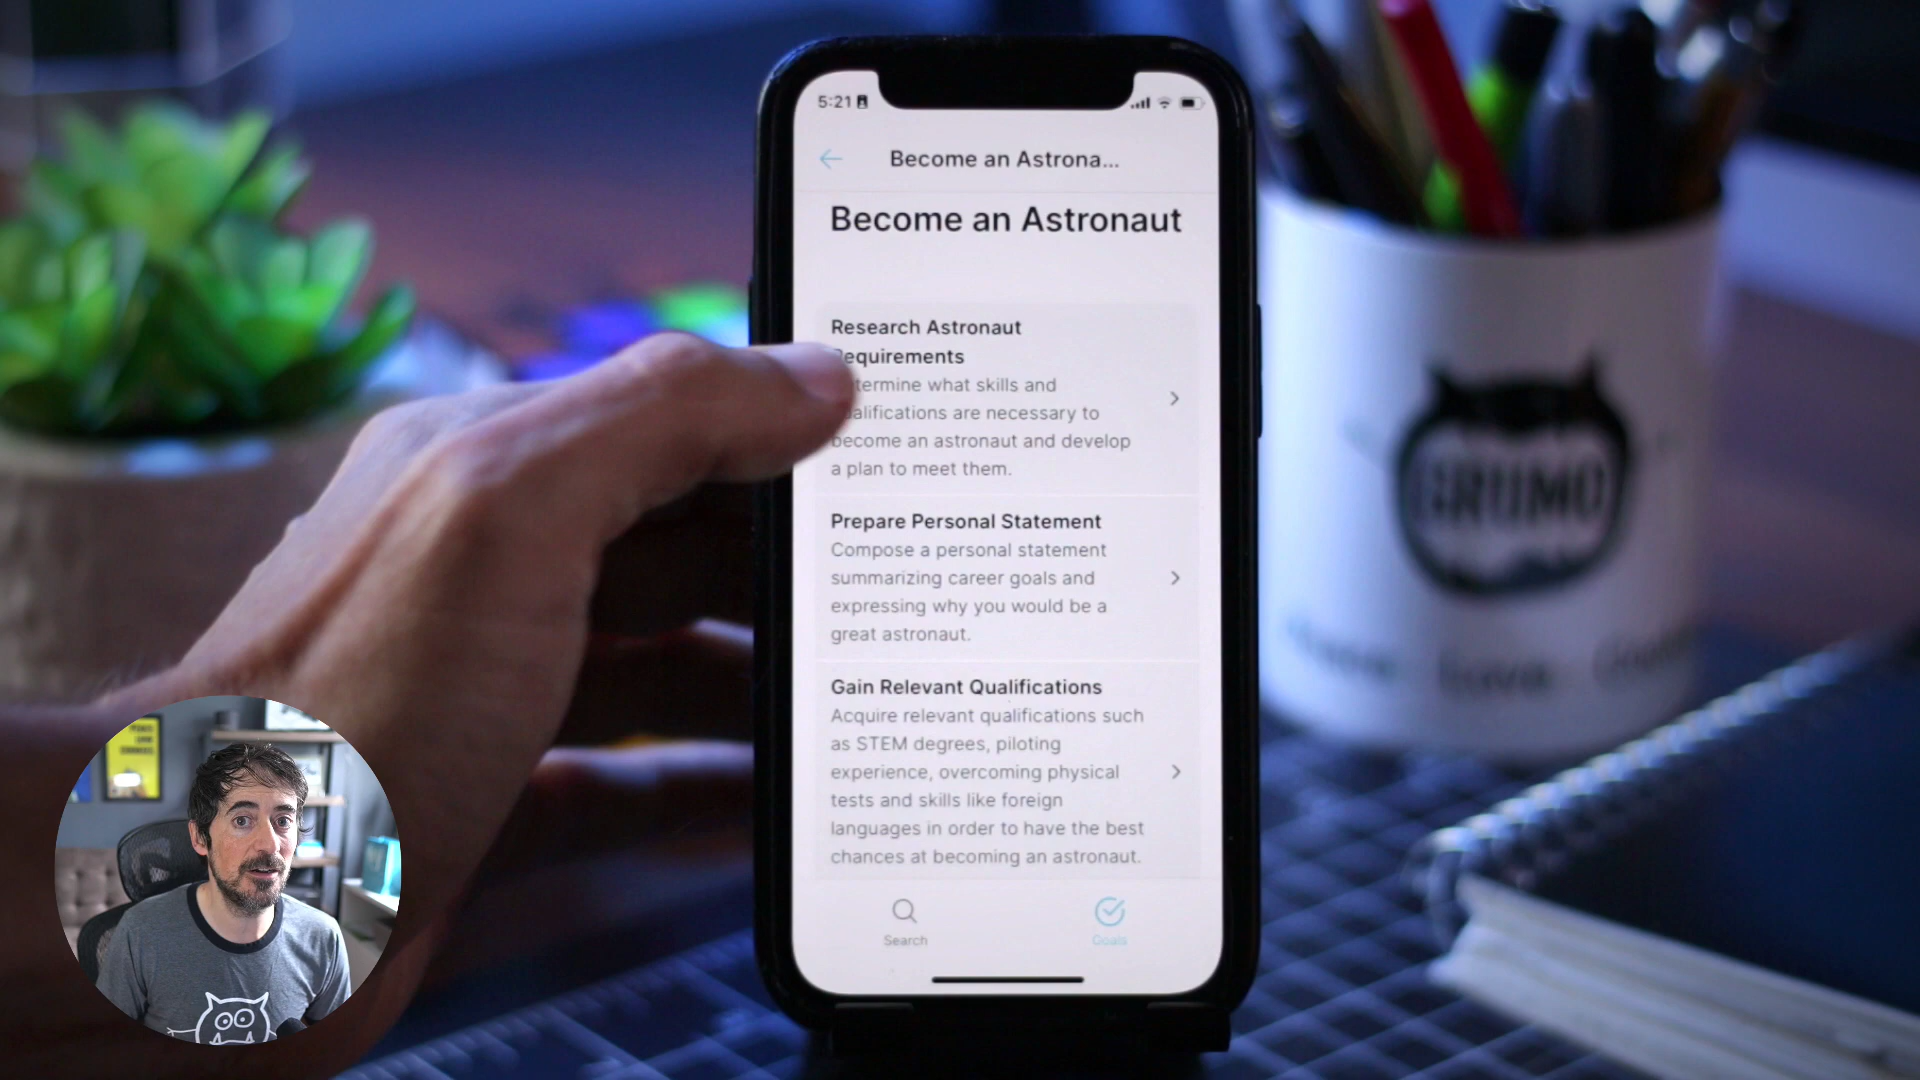 5:21
Become an Astrona...
Become an Astronaut
Research Astronaut
equirements
termine what skills and
alifications are necessary to
become an astronaut and develop
a plan to meet them.
Prepare Personal Statement
Compose a personal statement
summarizing career goals and
expressing why you would be a
great astronaut.
Gain Relevant Qualifications
Acquire relevant qualifications such
as STEM degrees, piloting
experience, overcoming physical
tests and skills like foreign
languages in order to have the best
chances at becoming an astronaut.
Search
Goals
GRUMO
Love